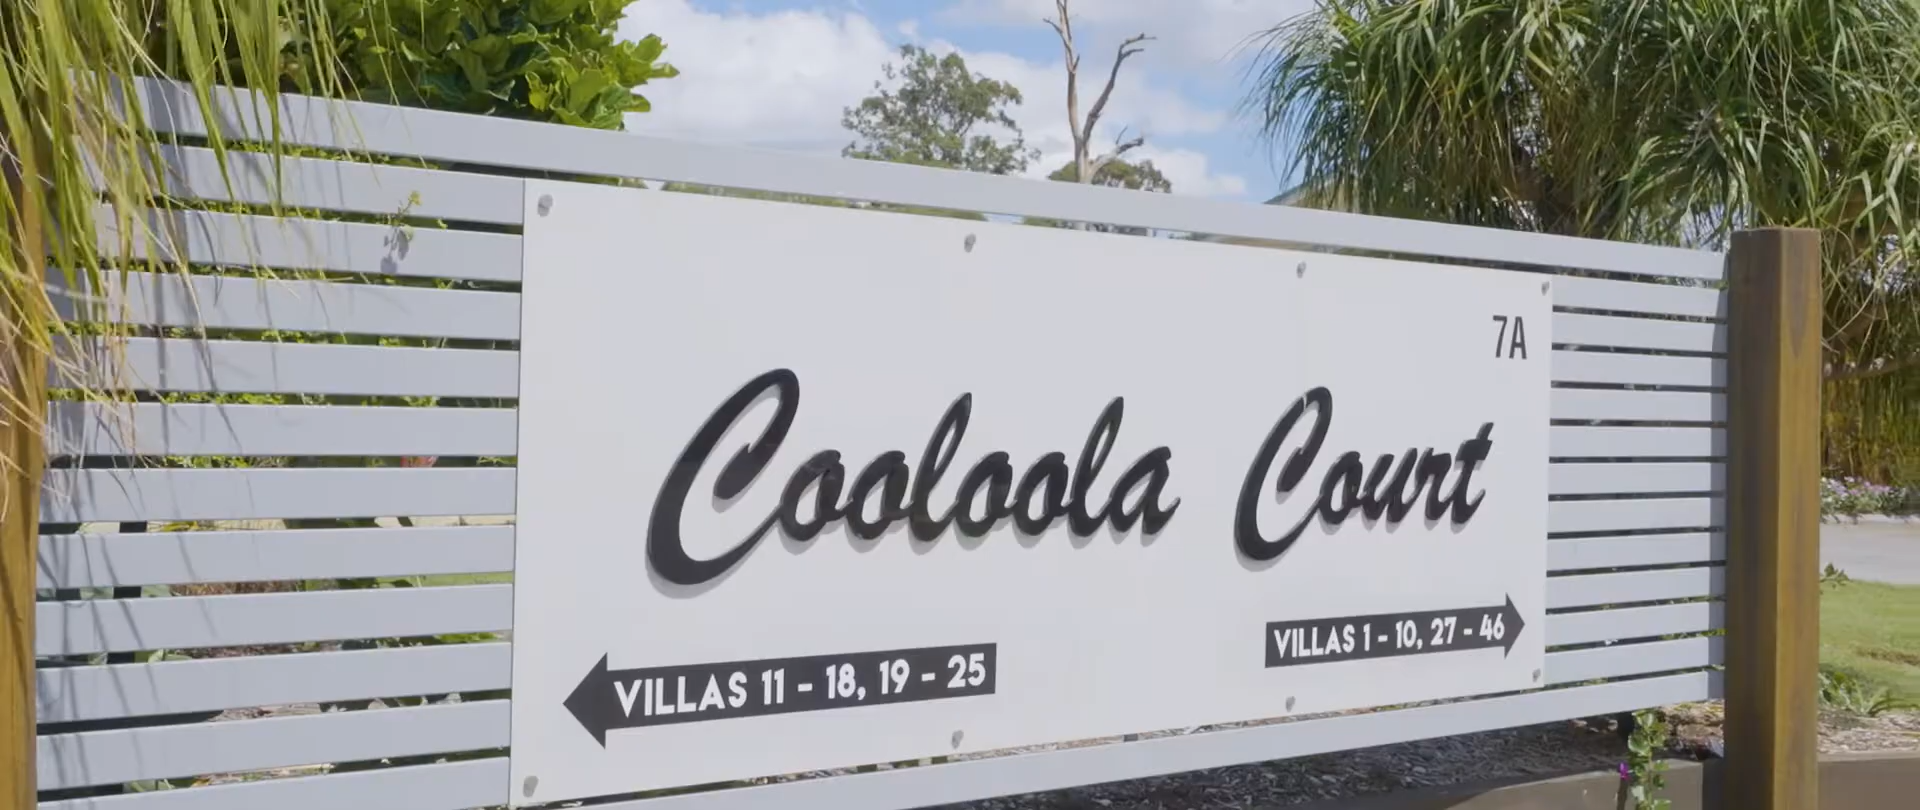 7A
Cooloola Court
VILLAS 11 - 18, 19 - 25
VILLAS 1 - 10, 27 - 46